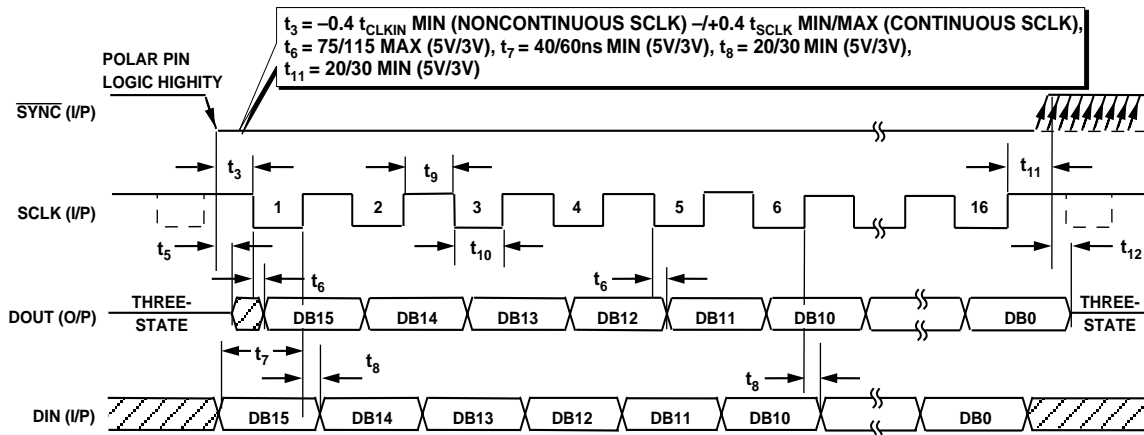 t3 = –0.4 tCLKIN MIN (NONCONTINUOUS SCLK) –/+0.4 tSCLK MIN/MAX (CONTINUOUS SCLK),
t6 = 75/115 MAX (5V/3V), t7 = 40/60ns MIN (5V/3V), t8 = 20/30 MIN (5V/3V),
t11 = 20/30 MIN (5V/3V)
POLAR PIN
LOGIC HIGHITY
SYNC (I/P)
t3
t9
t11
SCLK (I/P)
1
2
3
4
5
6
16
t5
t10
t12
t6
t6
THREE-
STATE
DOUT (O/P)
DB15
DB14
DB13
DB12
DB11
DB10
DB0
THREE-
STATE
t7
t8
t8
DIN (I/P)
DB15
DB14
DB13
DB12
DB11
DB10
DB0